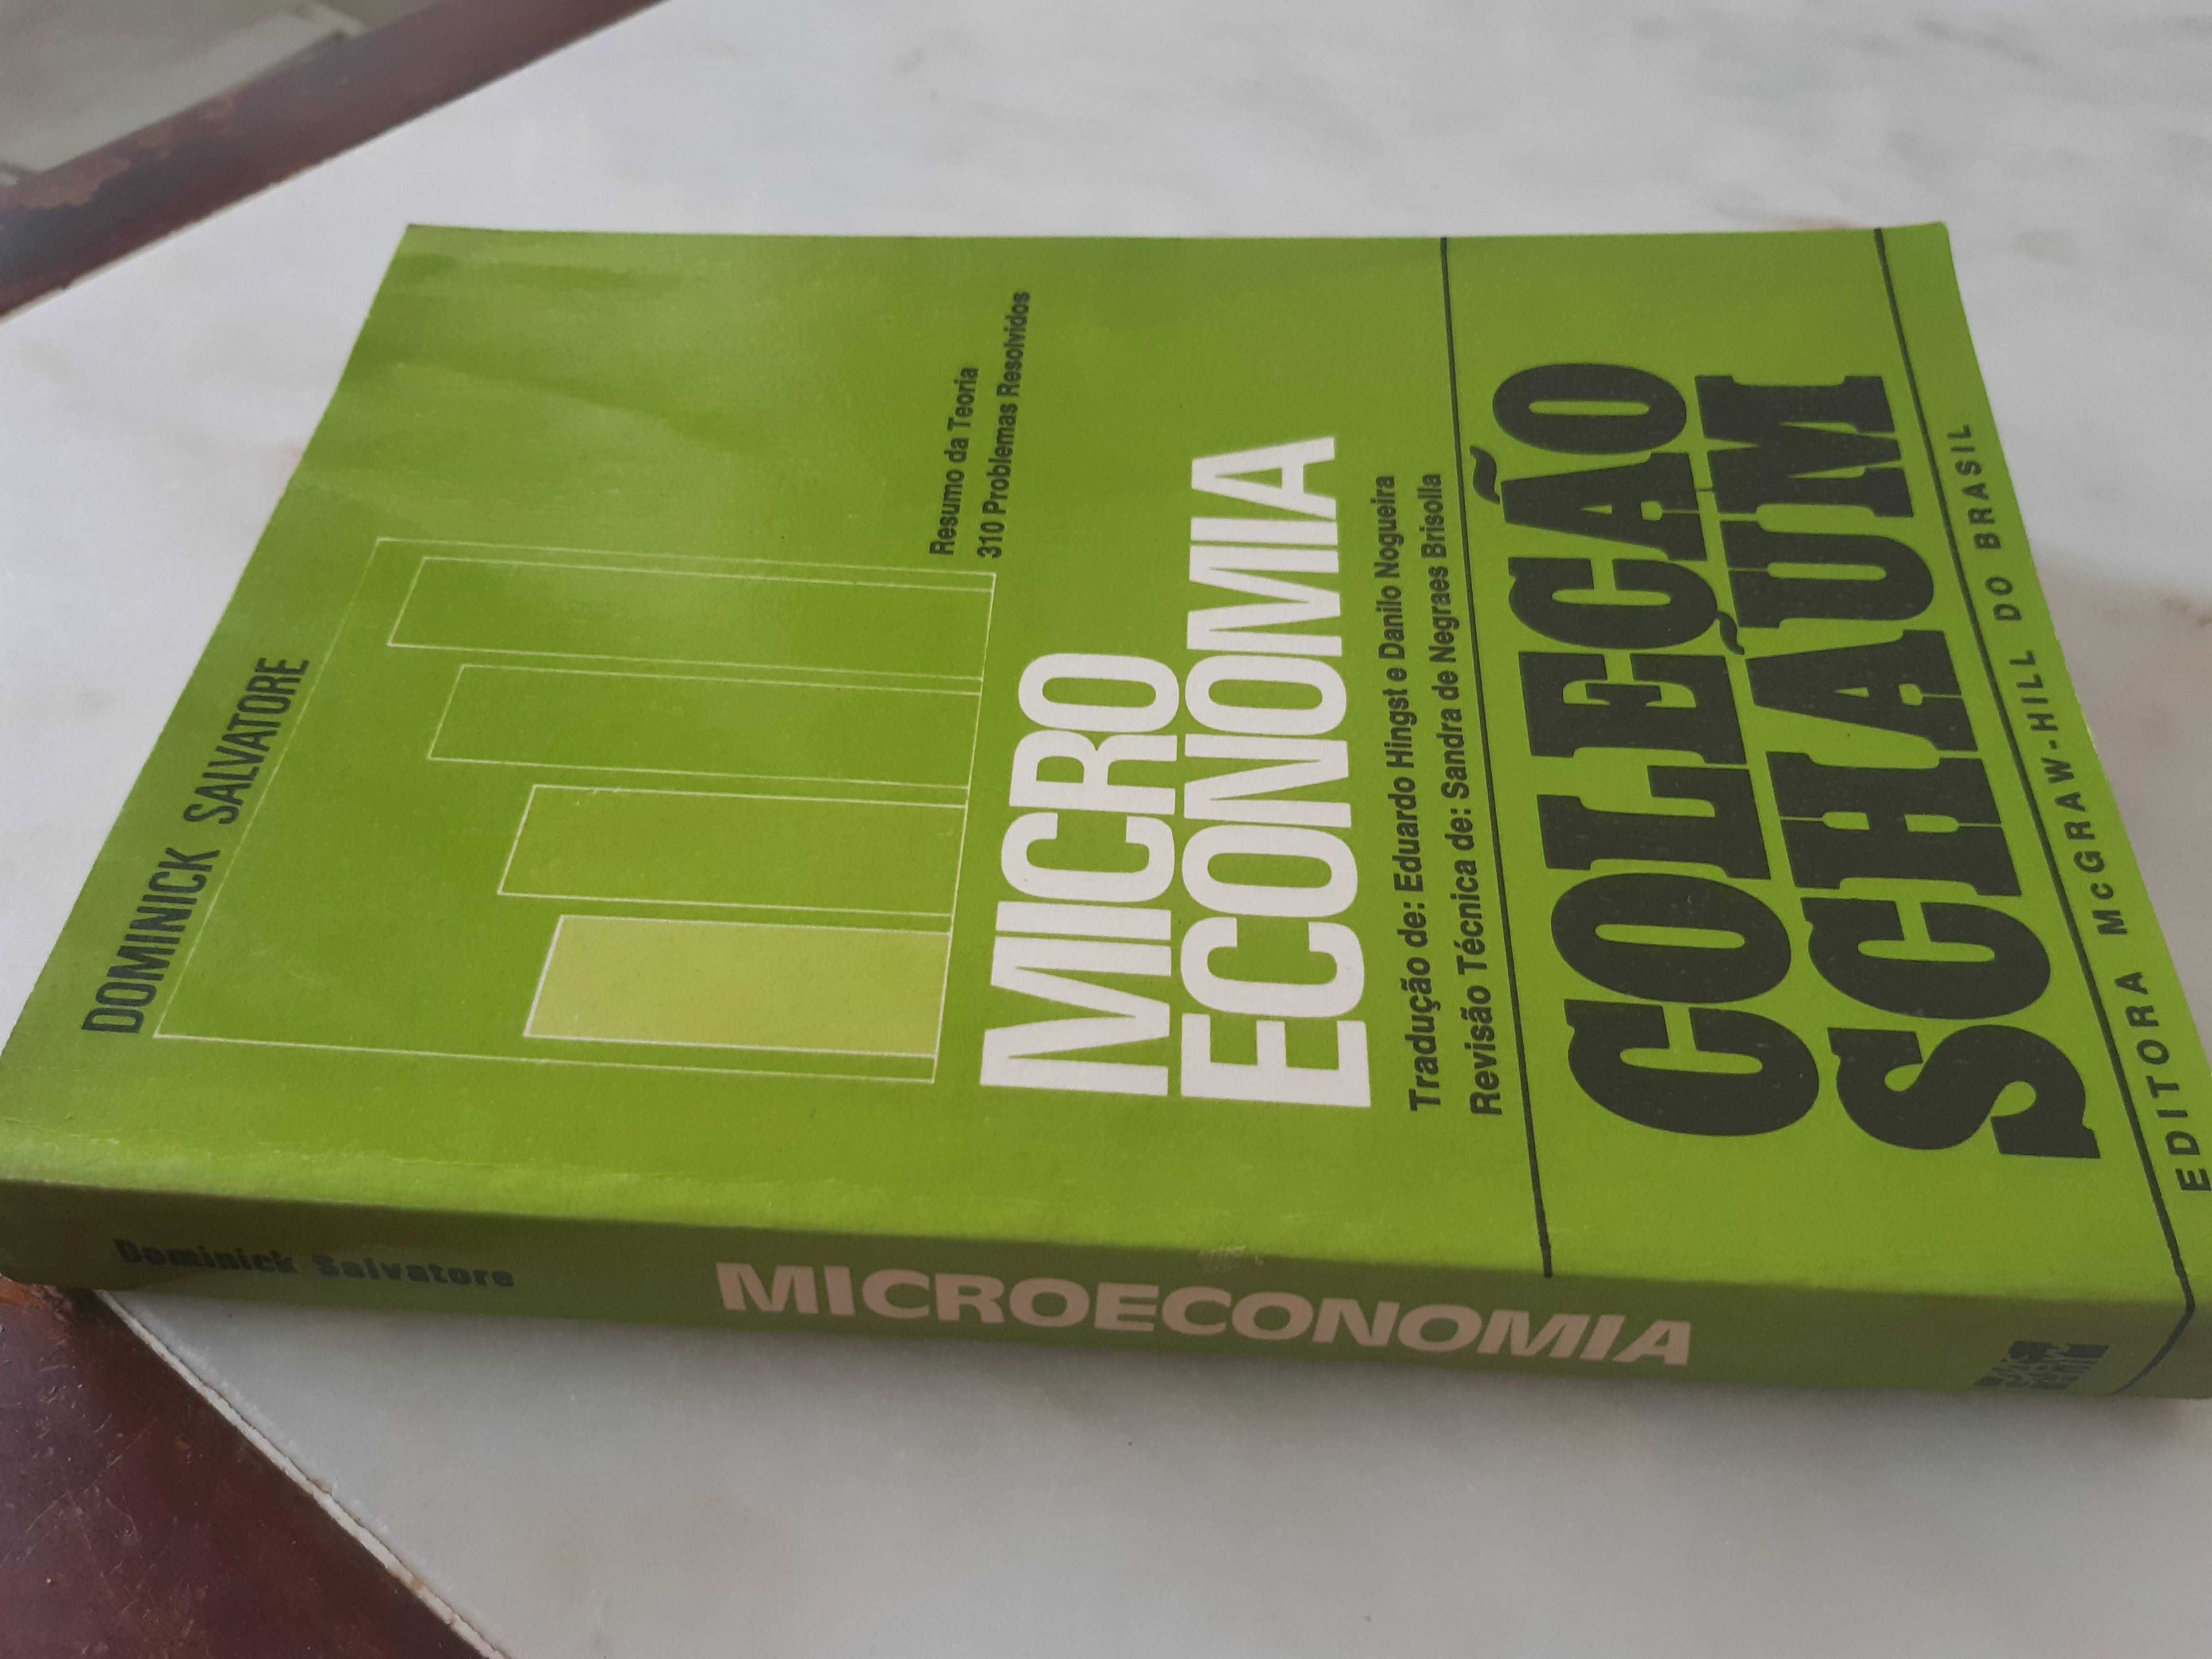 DOMINICK SALVATORE
Resumo da Teoria
310 Problemas Resolvidos
MICRO
ECONOMIA
Tradução de: Eduardo Hingst e Danilo Nogueira
Revisão Técnica de: Sandra de Negraes Brisolla
COLEÇÃO
SCHAUM
EDITORA McGRAW-HILL DO BRASIL
Dominick Salvatore
MICROECONOMIA